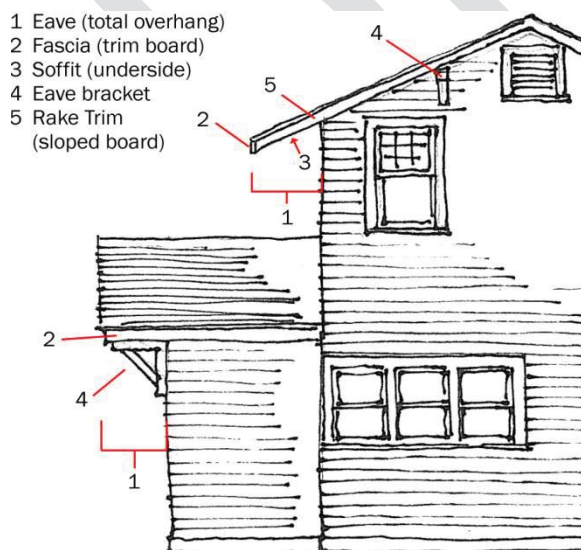 1 Eave (total overhang)
2 Fascia (trim board)
3 Soffit (underside)
4 Eave bracket
5 Rake Trim
(sloped board)
4
5
2
3
1
2
4
1